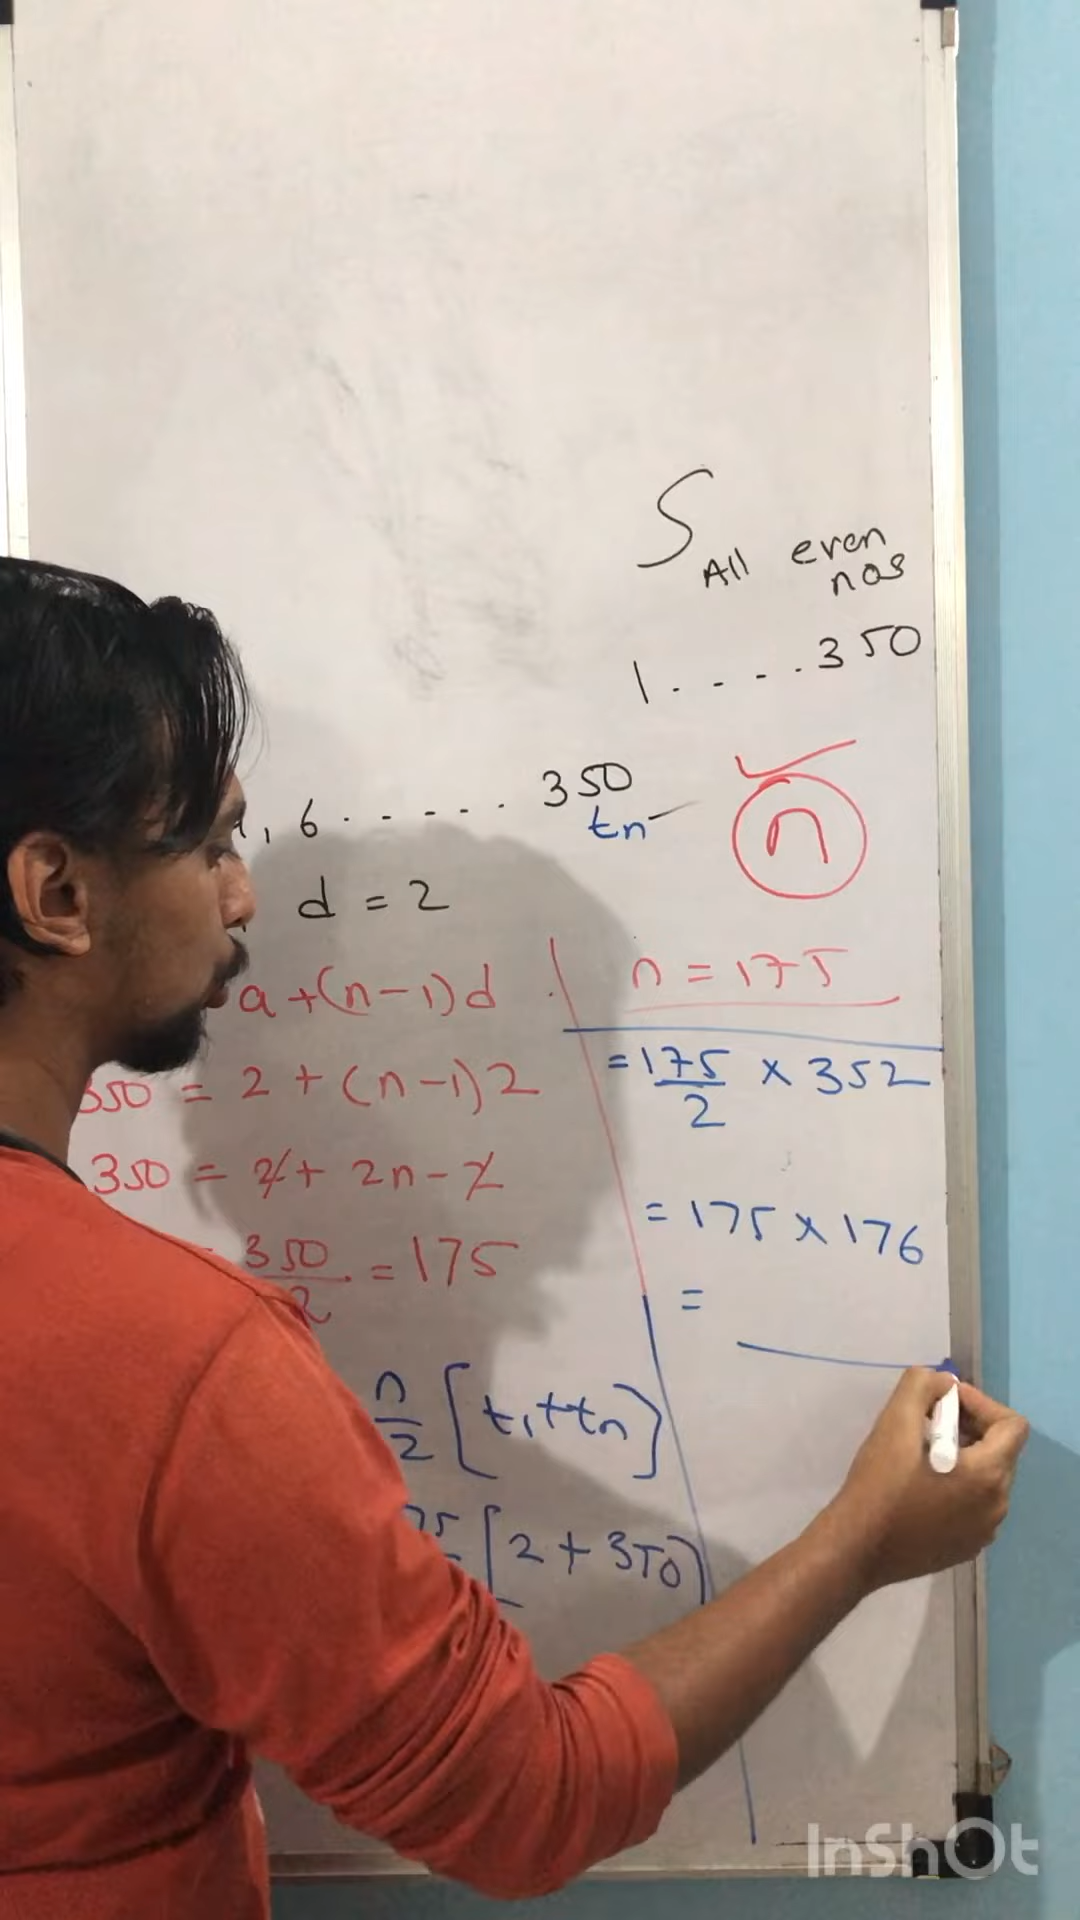 S All even
nos
1 . . . . 350
, 6 . . . . . 350
tn
n
d = 2
a + (n - 1) d
n = 175
350 = 2 + (n - 1) 2
350 = 2 + 2n - 2
350/2 = 175
n/2 [t1 + tn]
75 [2 + 350]
= 175/2 × 352
= 175 × 176
=
InShOt